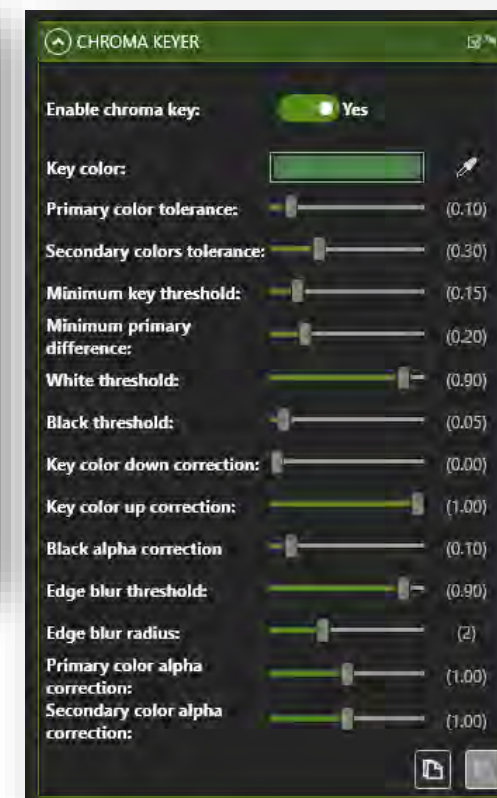 CHROMA KEYER
Enable chroma key: Yes
Key color:
Primary color tolerance: (0.10)
Secondary colors tolerance: (0.30)
Minimum key threshold: (0.15)
Minimum primary
difference: (0.20)
White threshold: (0.90)
Black threshold: (0.05)
Key color down correction: (0.00)
Key color up correction: (1.00)
Black alpha correction (0.10)
Edge blur threshold: (0.90)
Edge blur radius: (2)
Primary color alpha
correction: (1.00)
Secondary color alpha
correction: (1.00)